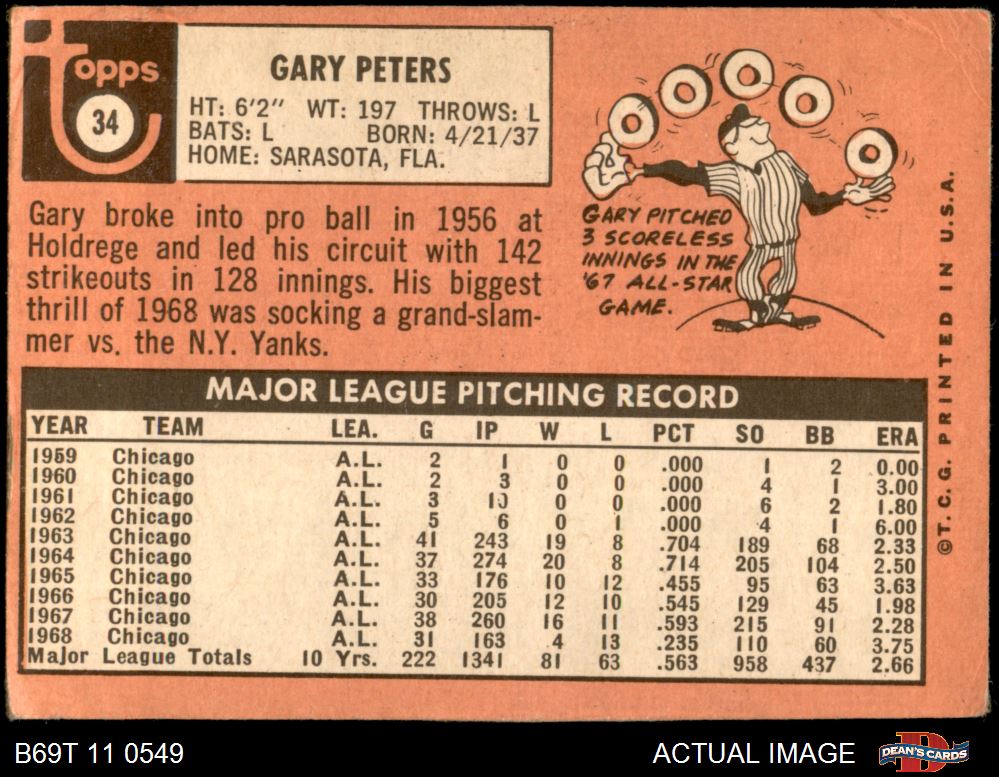 topps
34
GARY PETERS
HT: 6'2" WT: 197 THROWS: L
BATS: L BORN: 4/21/37
HOME: SARASOTA, FLA.
Gary broke into pro ball in 1956 at
Holdrege and led his circuit with 142
strikeouts in 128 innings. His biggest
thrill of 1968 was socking a grand-slam-
mer vs. the N.Y. Yanks.
GARY PITCHED
3 SCORELESS
INNINGS IN THE
'67 ALL-STAR
GAME.
©T.C.G. PRINTED IN U.S.A.
MAJOR LEAGUE PITCHING RECORD
YEAR TEAM LEA. G IP W L PCT SO BB ERA
1959 Chicago A.L. 2 1 0 0 .000 1 2 0.00
1960 Chicago A.L. 2 3 0 0 .000 4 1 3.00
1961 Chicago A.L. 3 10 0 0 .000 6 2 1.80
1962 Chicago A.L. 5 6 0 1 .000 4 1 6.00
1963 Chicago A.L. 41 243 19 8 .704 189 68 2.33
1964 Chicago A.L. 37 274 20 8 .714 205 104 2.50
1965 Chicago A.L. 33 176 10 12 .455 95 63 3.63
1966 Chicago A.L. 30 205 12 10 .545 129 45 1.98
1967 Chicago A.L. 38 260 16 11 .593 215 91 2.28
1968 Chicago A.L. 31 163 4 13 .235 110 60 3.75
Major League Totals 10 Yrs. 222 1341 81 63 .563 958 437 2.66
B69T 11 0549 ACTUAL IMAGE DEAN'S CARDS